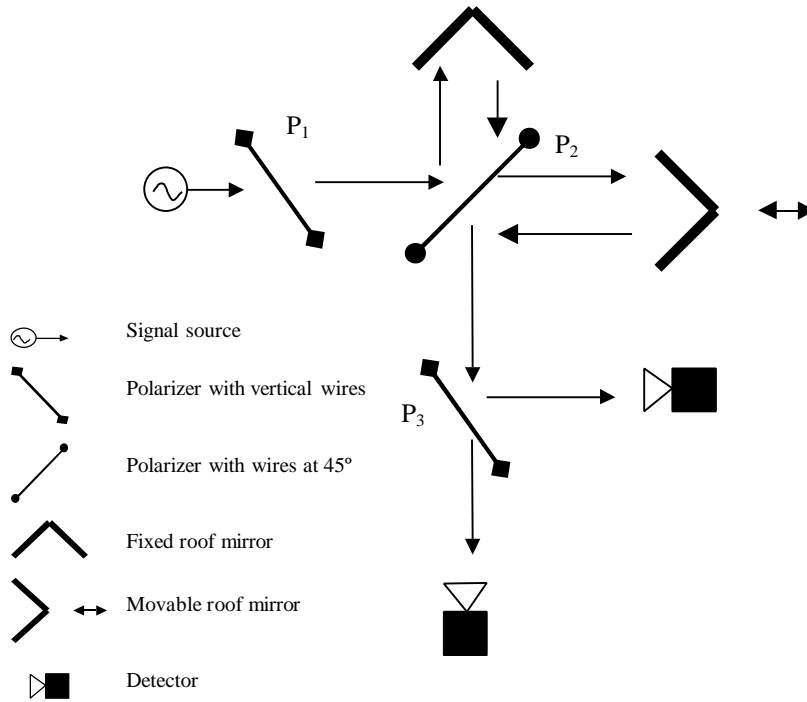 P1
P2
P3
Signal source
Polarizer with vertical wires
Polarizer with wires at 45º
Fixed roof mirror
Movable roof mirror
Detector